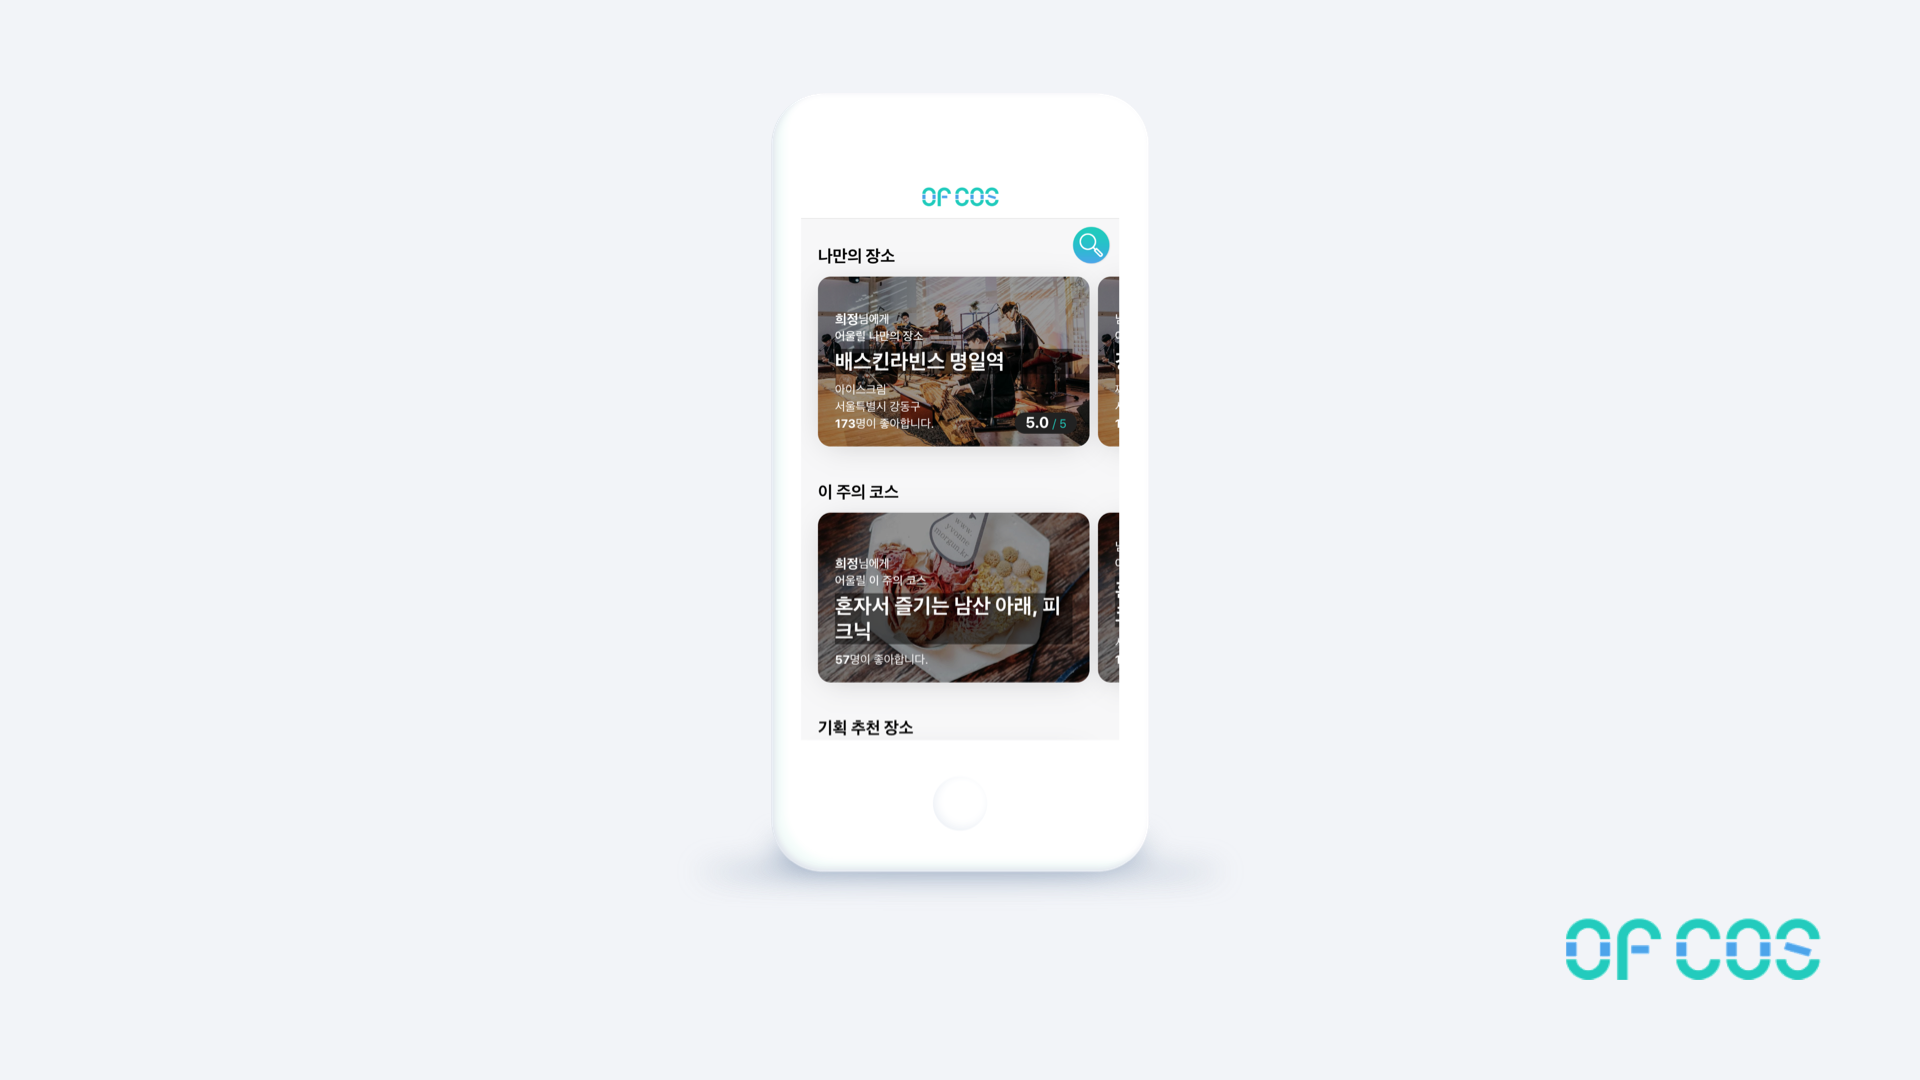 OF COS
나만의 장소
희정님에게
어울릴 나만의 장소
배스킨라빈스 명일역
아이스크림
서울특별시 강동구
173명이 좋아합니다.
5.0 / 5
이 주의 코스
희정님에게
어울릴 이 주의 코스
혼자서 즐기는 남산 아래, 피
크닉
57명이 좋아합니다.
기획 추천 장소
OF COS